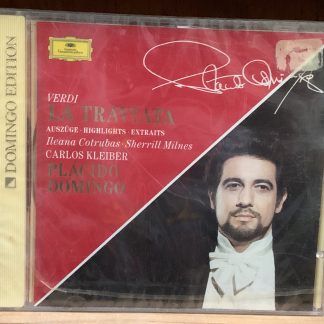 DOMINGO EDITION
VERDI
LA TRAVIATA
AUSZÜGE · HIGHLIGHTS · EXTRAITS
Ileana Cotrubas · Sherrill Milnes
CARLOS KLEIBER
PLACIDO
DOMINGO